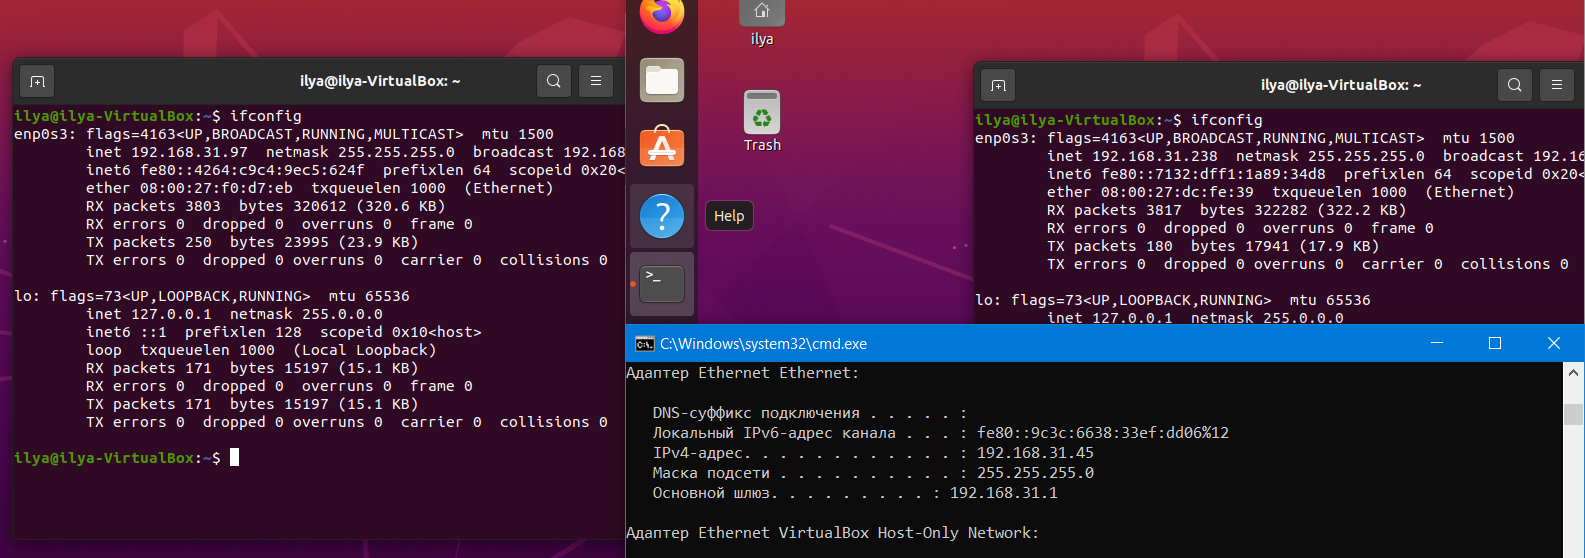 ilya@ilya-VirtualBox: ~
ilya@ilya-VirtualBox:~$ ifconfig
enp0s3: flags=4163<UP,BROADCAST,RUNNING,MULTICAST>  mtu 1500
        inet 192.168.31.97  netmask 255.255.255.0  broadcast 192.168
        inet6 fe80::4264:c9c4:9ec5:624f  prefixlen 64  scopeid 0x20<
        ether 08:00:27:f0:d7:eb  txqueuelen 1000  (Ethernet)
        RX packets 3803  bytes 320612 (320.6 KB)
        RX errors 0  dropped 0  overruns 0  frame 0
        TX packets 250  bytes 23995 (23.9 KB)
        TX errors 0  dropped 0 overruns 0  carrier 0  collisions 0
lo: flags=73<UP,LOOPBACK,RUNNING>  mtu 65536
        inet 127.0.0.1  netmask 255.0.0.0
        inet6 ::1  prefixlen 128  scopeid 0x10<host>
        loop  txqueuelen 1000  (Local Loopback)
        RX packets 171  bytes 15197 (15.1 KB)
        RX errors 0  dropped 0  overruns 0  frame 0
        TX packets 171  bytes 15197 (15.1 KB)
        TX errors 0  dropped 0 overruns 0  carrier 0  collisions 0
ilya@ilya-VirtualBox:~$
ilya
Trash
Help
ilya@ilya-VirtualBox: ~
ilya@ilya-VirtualBox:~$ ifconfig
enp0s3: flags=4163<UP,BROADCAST,RUNNING,MULTICAST>  mtu 1500
        inet 192.168.31.238  netmask 255.255.255.0  broadcast 192.16
        inet6 fe80::7132:dff1:1a89:34d8  prefixlen 64  scopeid 0x20<
        ether 08:00:27:dc:fe:39  txqueuelen 1000  (Ethernet)
        RX packets 3817  bytes 322282 (322.2 KB)
        RX errors 0  dropped 0  overruns 0  frame 0
        TX packets 180  bytes 17941 (17.9 KB)
        TX errors 0  dropped 0 overruns 0  carrier 0  collisions 0
lo: flags=73<UP,LOOPBACK,RUNNING>  mtu 65536
        inet 127.0.0.1  netmask 255.0.0.0
C:\Windows\system32\cmd.exe
Адаптер Ethernet Ethernet:
   DNS-суффикс подключения . . . . . :
   Локальный IPv6-адрес канала . . . : fe80::9c3c:6638:33ef:dd06%12
   IPv4-адрес. . . . . . . . . . . . : 192.168.31.45
   Маска подсети . . . . . . . . . . : 255.255.255.0
   Основной шлюз. . . . . . . . . : 192.168.31.1
Адаптер Ethernet VirtualBox Host-Only Network: